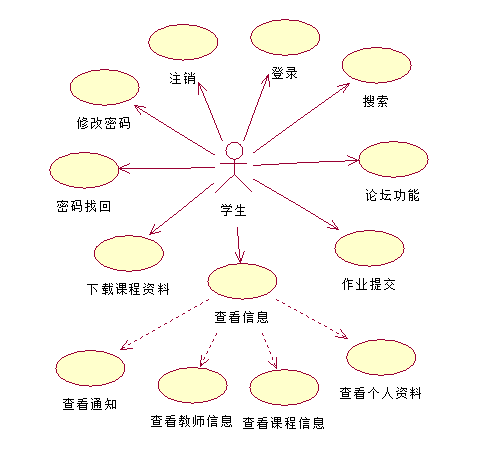 登录
注销
搜索
修改密码
论坛功能
密码找回
学生
下载课程资料
作业提交
查看信息
查看通知
查看教师信息
查看课程信息
查看个人资料